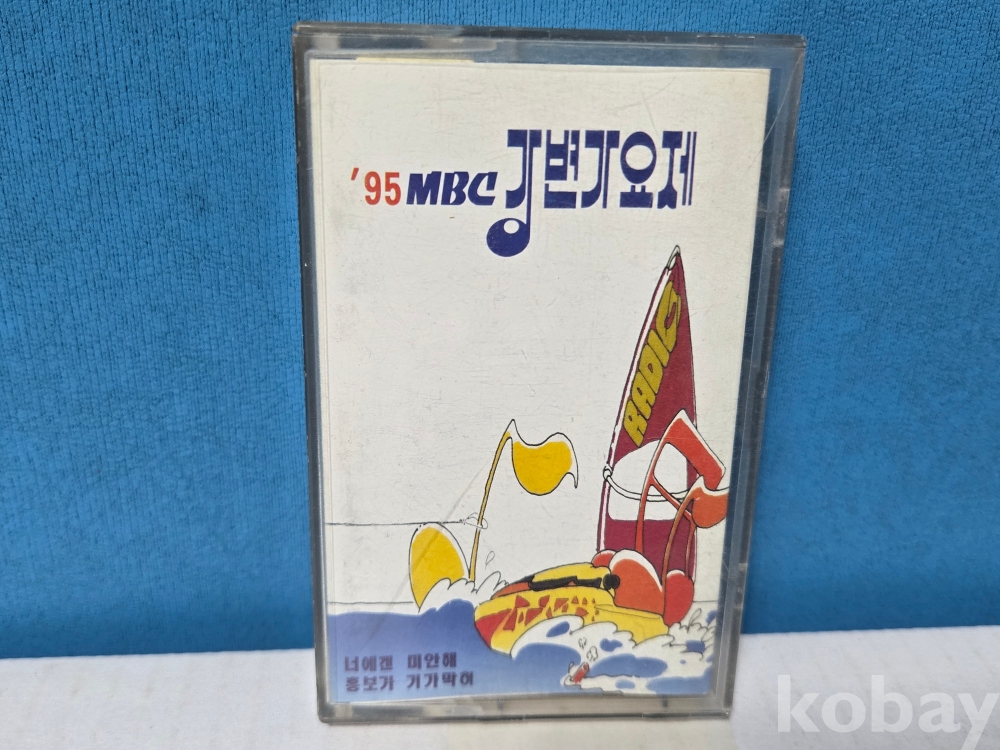 '95 MBC 강변가요제
RADIO
너에겐 미안해
흥보가 기가막혀
kobay